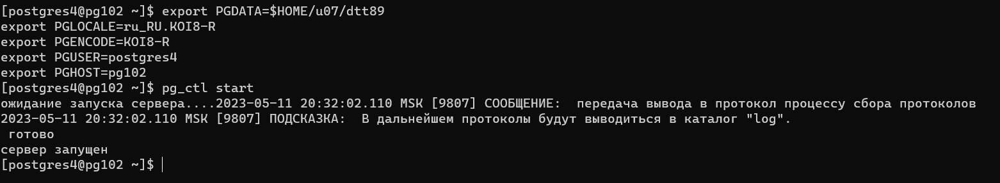 [postgres4@pg102 ~]$ export PGDATA=$HOME/u07/dtt89
export PGLOCALE=ru_RU.KOI8-R
export PGENCODE=KOI8-R
export PGUSER=postgres4
export PGHOST=pg102
[postgres4@pg102 ~]$ pg_ctl start
ожидание запуска сервера....2023-05-11 20:32:02.110 MSK [9807] СООБЩЕНИЕ:  передача вывода в протокол процессу сбора протоколов
2023-05-11 20:32:02.110 MSK [9807] ПОДСКАЗКА:  В дальнейшем протоколы будут выводиться в каталог "log".
 готово
сервер запущен
[postgres4@pg102 ~]$